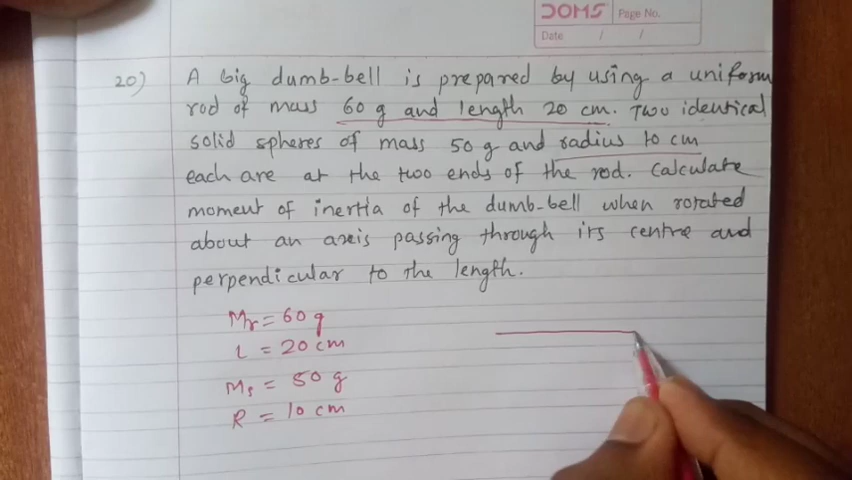 DOMS Page No.
Date / /
20) A big dumb-bell is prepared by using a uniform
rod of mass 60 g and length 20 cm. Two identical
solid spheres of mass 50 g and radius 10 cm
each are at the two ends of the rod. Calculate
moment of inertia of the dumb-bell when rotated
about an axis passing through its centre and
perpendicular to the length.
Mr = 60 g
L = 20 cm
Ms = 50 g
R = 10 cm